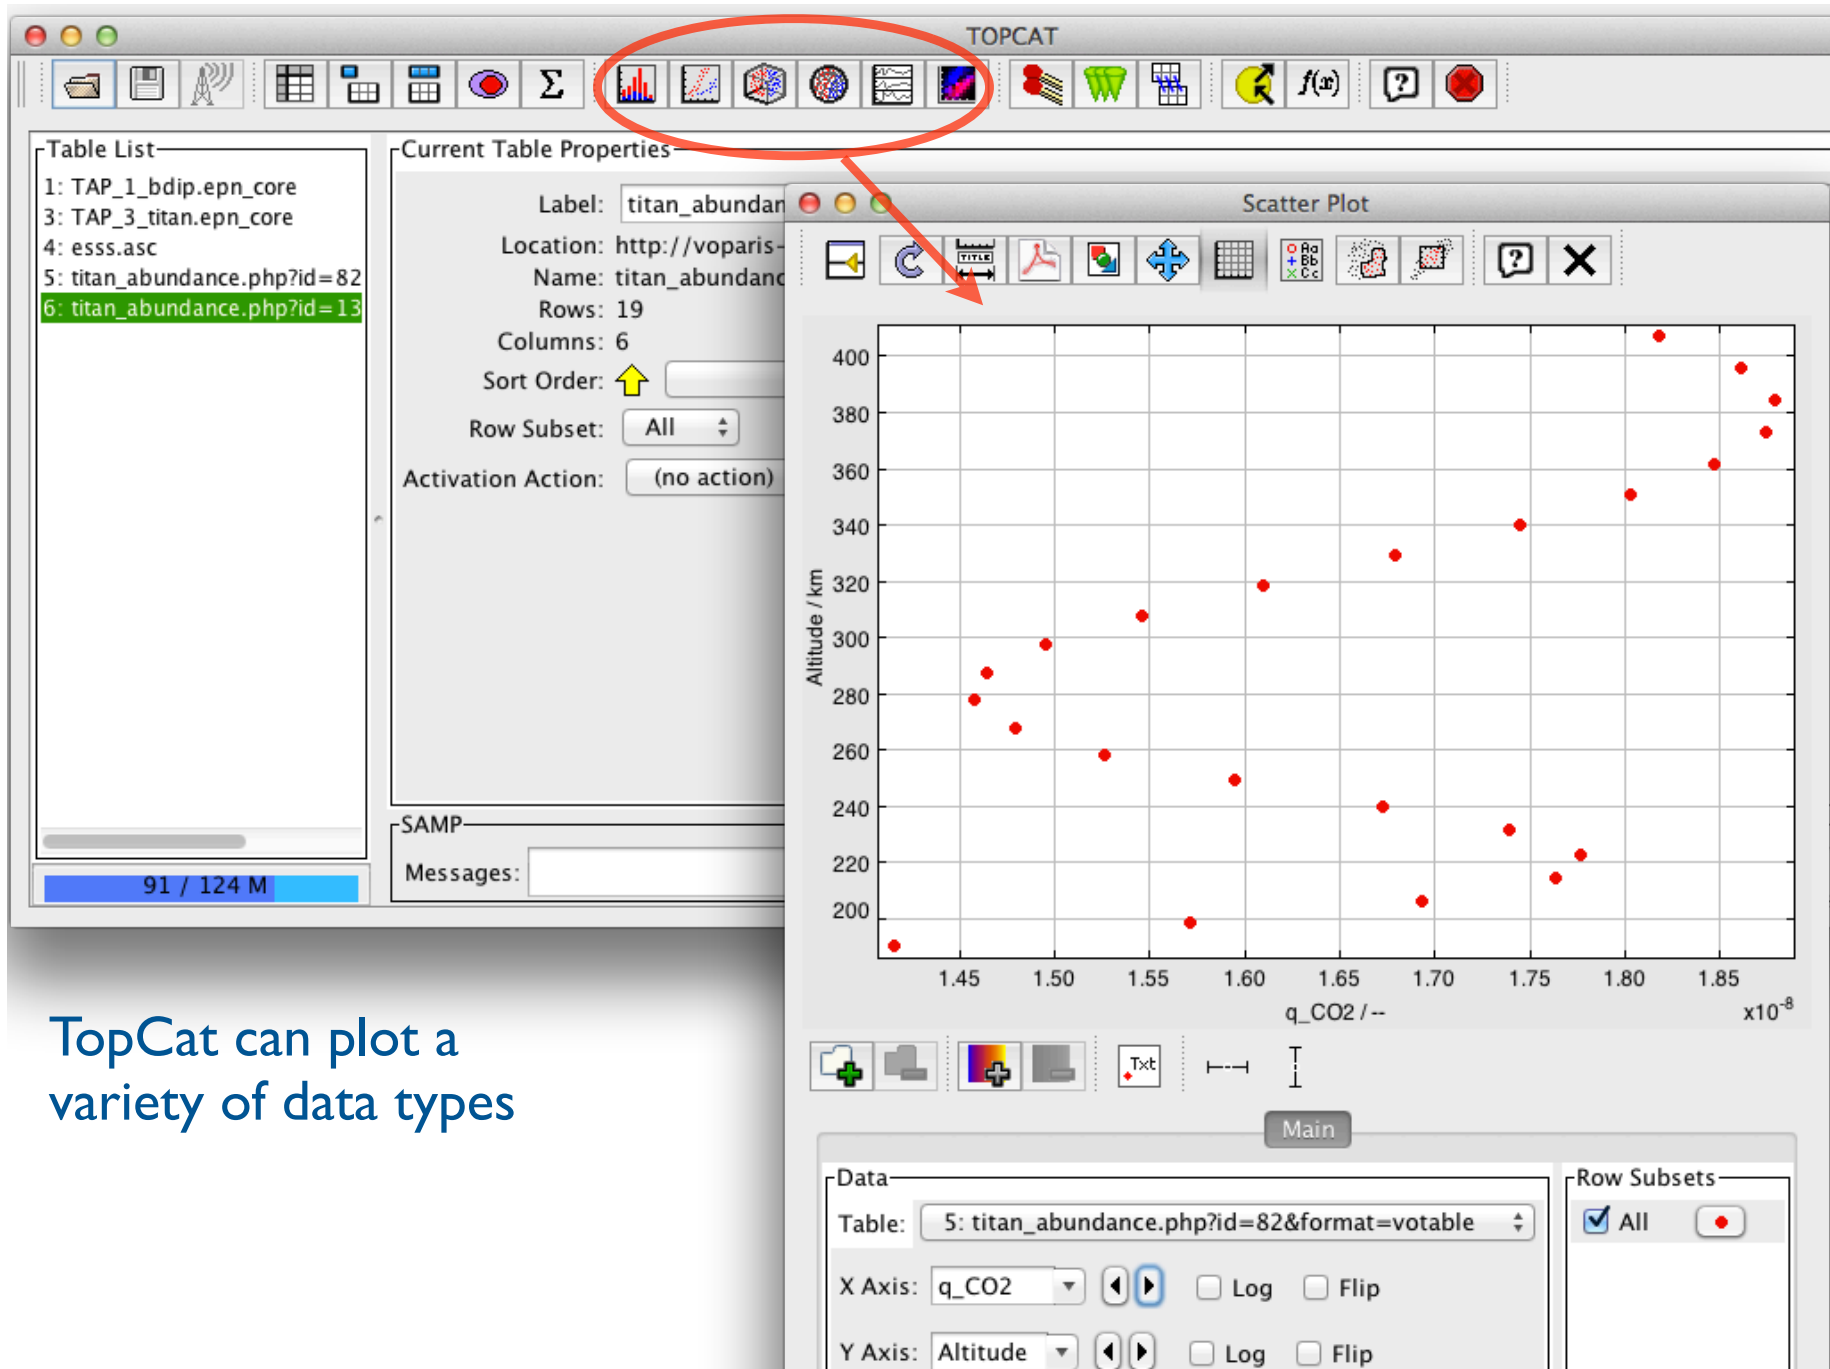 TOPCAT
Σ
f(x)
?
Table List
1: TAP_1_bdip.epn_core
3: TAP_3_titan.epn_core
4: esss.asc
5: titan_abundance.php?id=82
6: titan_abundance.php?id=13
91 / 124 M
Current Table Properties
Label: titan_abundan
Location: http://voparis-
Name: titan_abundanc
Rows: 19
Columns: 6
Sort Order:
Row Subset: All
Activation Action: (no action)
SAMP
Messages:
Scatter Plot
TITLE
Aa
Bb
Cc
?
400
380
360
340
320
300
280
260
240
220
200
Altitude / km
1.45 1.50 1.55 1.60 1.65 1.70 1.75 1.80 1.85
q_CO2 / --
x10-8
Txt
Main
Data
Table: 5: titan_abundance.php?id=82&format=votable
X Axis: q_CO2 Log Flip
Y Axis: Altitude Log Flip
Row Subsets
All
TopCat can plot a
variety of data types